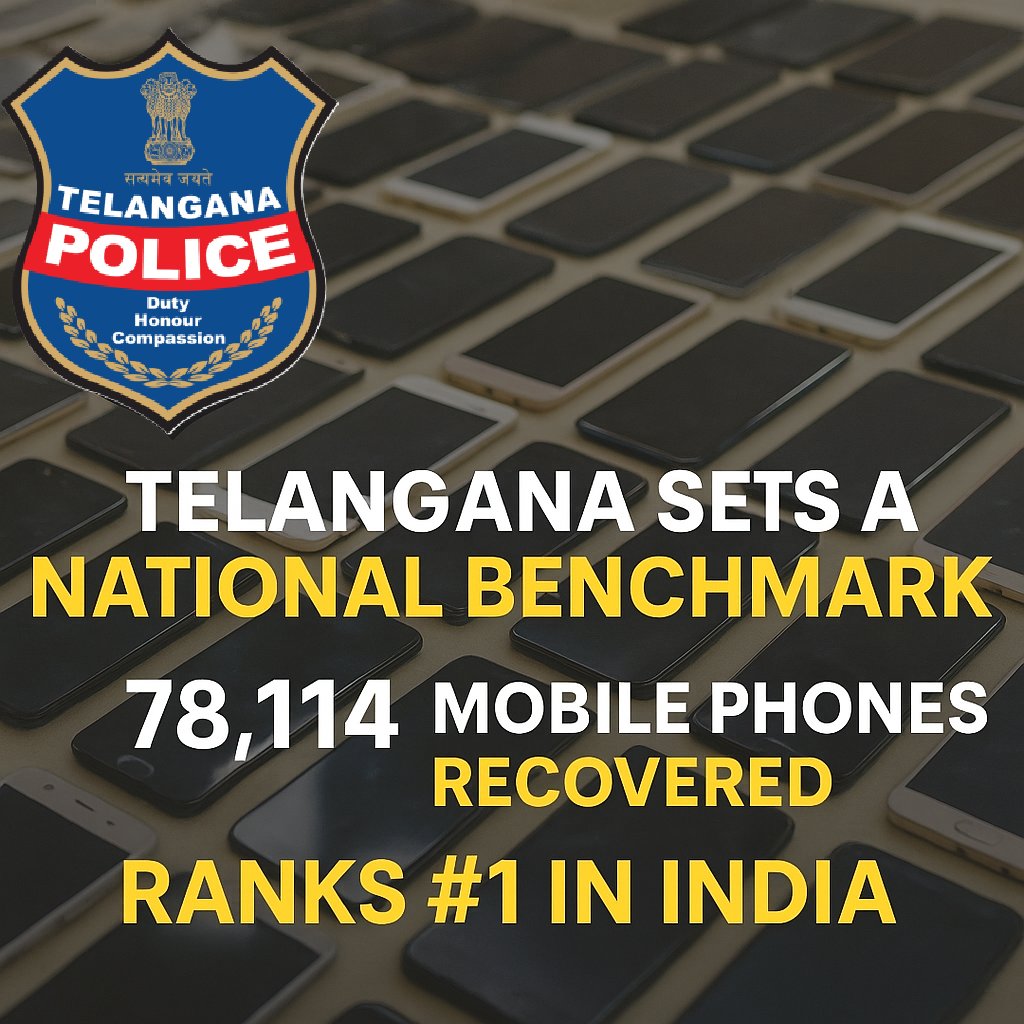 सत्यमेव जयते
TELANGANA
POLICE
Duty
Honour
Compassion
TELANGANA SETS A
NATIONAL BENCHMARK
78,114 MOBILE PHONES
RECOVERED
RANKS #1 IN INDIA